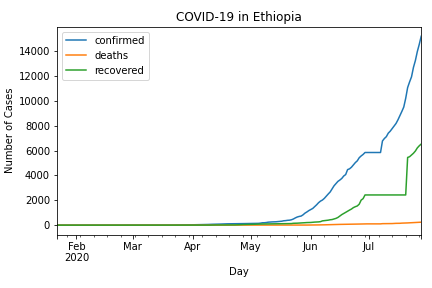 COVID-19 in Ethiopia
confirmed
deaths
recovered
Number of Cases
14000
12000
10000
8000
6000
4000
2000
0
Feb Mar Apr May Jun Jul
2020
Day